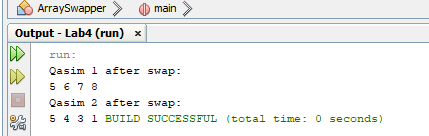 ArraySwapper main
Output - Lab4 (run) ×
run:
Qasim 1 after swap:
5 6 7 8
Qasim 2 after swap:
5 4 3 1 BUILD SUCCESSFUL (total time: 0 seconds)